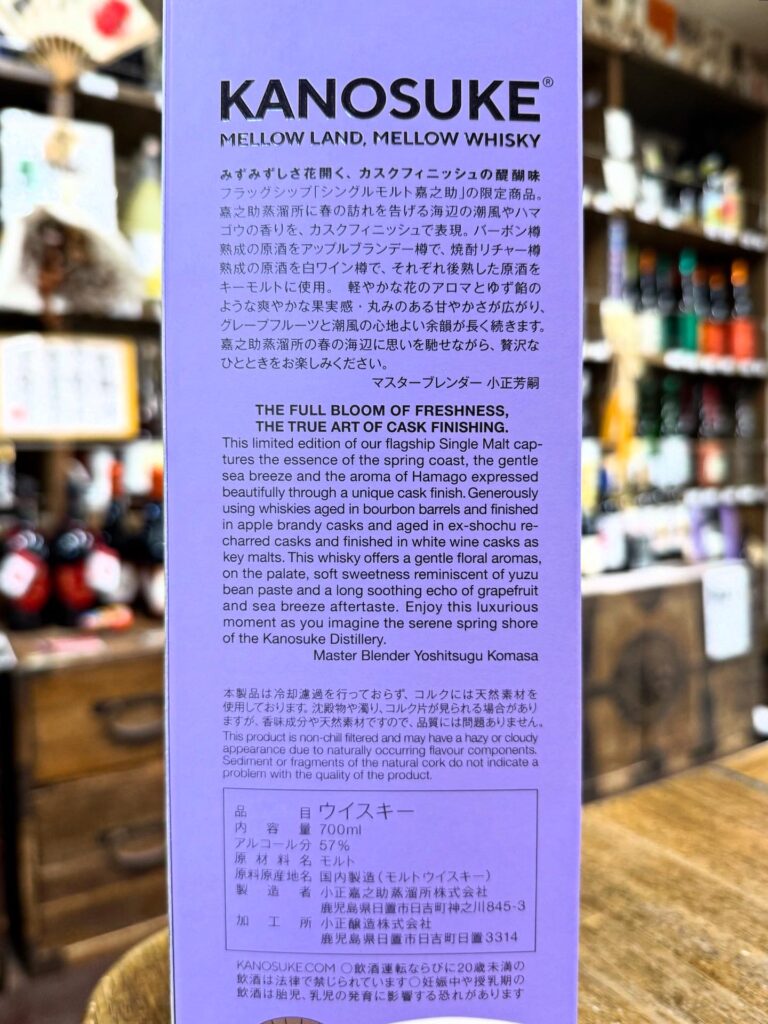 KANOSUKE®
MELLOW LAND, MELLOW WHISKY
みずみずしさ花開く、カスクフィニッシュの醍醐味
フラッグシップ「シングルモルト嘉之助」の限定商品。
嘉之助蒸溜所に春の訪れを告げる海辺の潮風やハマ
ゴウの香りを、カスクフィニッシュで表現。バーボン樽
熟成の原酒をアップルブランデー樽で、焼酎リチャー樽
熟成の原酒を白ワイン樽で、それぞれ後熟した原酒を
キーモルトに使用。 軽やかな花のアロマとゆず餡の
ような爽やかな果実感・丸みのある甘やかさが広がり、
グレープフルーツと潮風の心地よい余韻が長く続きます。
嘉之助蒸溜所の春の海辺に思いを馳せながら、贅沢な
ひとときをお楽しみください。
マスターブレンダー 小正芳嗣
THE FULL BLOOM OF FRESHNESS,
THE TRUE ART OF CASK FINISHING.
This limited edition of our flagship Single Malt cap-
tures the essence of the spring coast, the gentle
sea breeze and the aroma of Hamago expressed
beautifully through a unique cask finish. Generously
using whiskies aged in bourbon barrels and finished
in apple brandy casks and aged in ex-shochu re-
charred casks and finished in white wine casks as
key malts. This whisky offers a gentle floral aromas,
on the palate, soft sweetness reminiscent of yuzu
bean paste and a long soothing echo of grapefruit
and sea breeze aftertaste. Enjoy this luxurious
moment as you imagine the serene spring shore
of the Kanosuke Distillery.
Master Blender Yoshitsugu Komasa
本製品は冷却濾過を行っておらず、コルクには天然素材を
使用しております。沈殿物や濁り、コルク片が見られる場合があり
ますが、香味成分や天然素材ですので、品質には問題ありません。
This product is non-chill filtered and may have a hazy or cloudy
appearance due to naturally occurring flavour components.
Sediment or fragments of the natural cork do not indicate a
problem with the quality of the product.
品目 ウイスキー
内容量 700ml
アルコール分 57%
原材料名 モルト
原料原産地名 国内製造(モルトウイスキー)
製造者 小正嘉之助蒸溜所株式会社
鹿児島県日置市日吉町神之川845-3
加工所 小正醸造株式会社
鹿児島県日置市日吉町日置3314
KANOSUKE.COM ○飲酒運転ならびに20歳未満の
飲酒は法律で禁じられています○妊娠中や授乳期の
飲酒は胎児、乳児の発育に影響する恐れがあります